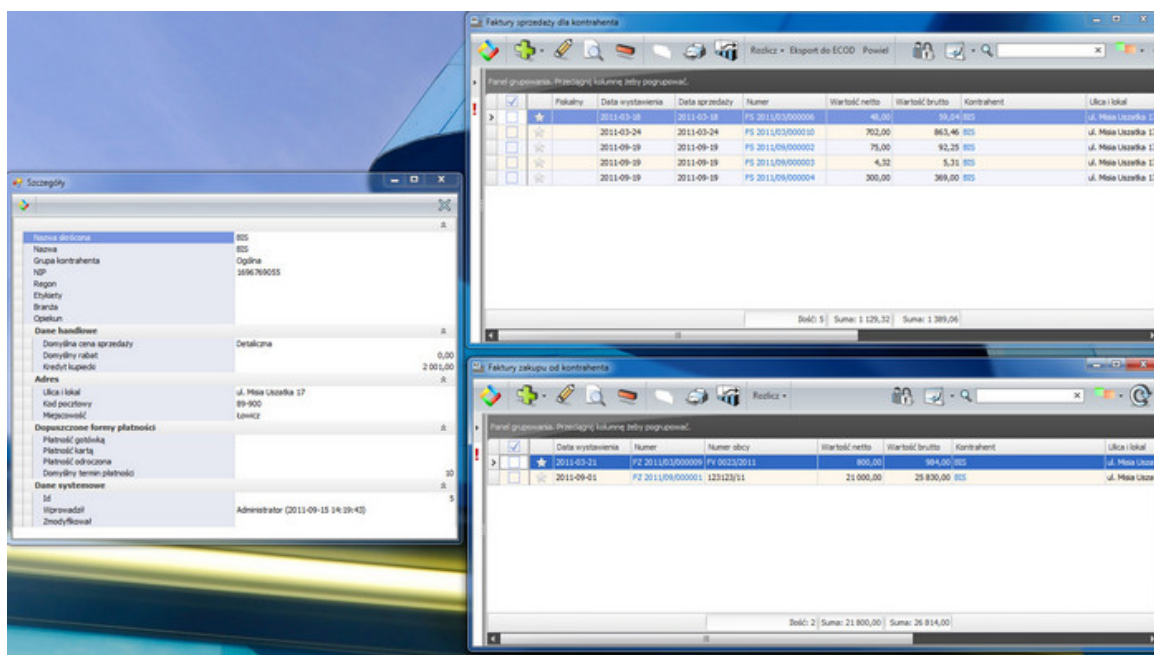 Faktury sprzedaży dla kontrahenta
Rozlicz Eksport do ECOD Powiel
Panel grupowania. Przeciągnij kolumnę żeby pogrupować.
Fiskalny Data wystawienia Data sprzedaży Numer Wartość netto Wartość brutto Kontrahent Ulica i lokal
2011-03-18 2011-03-18 FS 2011/03/000006 48,00 59,04 BIS ul. Misia Uszatka
2011-03-24 2011-03-24 FS 2011/03/000010 702,00 863,46 BIS ul. Misia Uszatka
2011-09-19 2011-09-19 FS 2011/09/000002 75,00 92,25 BIS ul. Misia Uszatka
2011-09-19 2011-09-19 FS 2011/09/000003 4,32 5,31 BIS ul. Misia Uszatka
2011-09-19 2011-09-19 FS 2011/09/000004 300,00 369,00 BIS ul. Misia Uszatka
Ilość: 5 Suma: 1 129,32 Suma: 1 389,06
Szczegóły
Nazwa skrócona BIS
Nazwa BIS
Grupa kontrahenta Ogólna
NIP 1696769055
Regon
Etykiety
Branża
Opiekun
Dane handlowe
Domyślna cena sprzedaży Detaliczna
Domyślny rabat 0,00
Kredyt kupiecki 2 001,00
Adres
Ulica i lokal ul. Misia Uszatka 17
Kod pocztowy 89-900
Miejscowość Łowicz
Dopuszczone formy płatności
Płatność gotówką
Płatność kartą
Płatność odroczona
Domyślny termin płatności 10
Dane systemowe
Id 5
Wprowadził Administrator (2011-09-15 14:19:43)
Zmodyfikował
Faktury zakupu od kontrahenta
Rozlicz
Panel grupowania. Przeciągnij kolumnę żeby pogrupować.
Data wystawienia Numer Numer obcy Wartość netto Wartość brutto Kontrahent Ulica i lokal
2011-03-21 FZ 2011/03/000009 FV 0023/2011 800,00 984,00 BIS ul. Misia Usza
2011-09-01 FZ 2011/09/000001 123123/11 21 000,00 25 830,00 BIS ul. Misia Usza
Ilość: 2 Suma: 21 800,00 Suma: 26 814,00